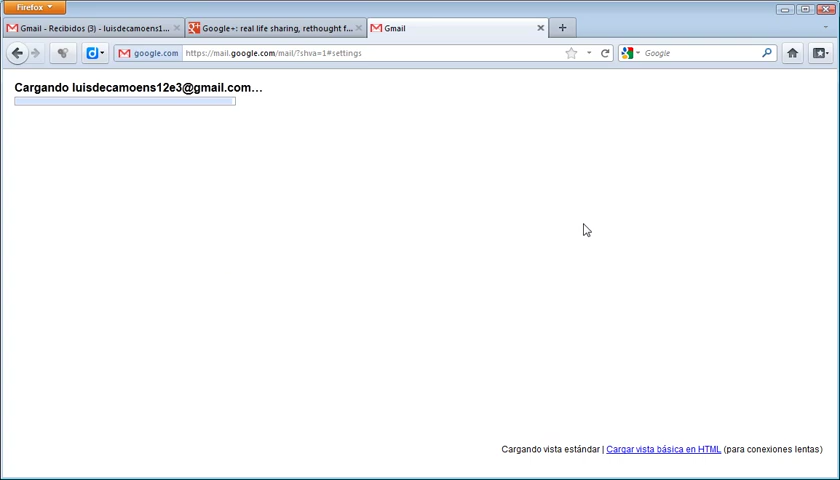 Firefox
Gmail - Recibidos (3) - luisdecamoens1...
Google+: real life sharing, rethought f...
Gmail
google.com
https://mail.google.com/mail/?shva=1#settings
Google
Cargando luisdecamoens12e3@gmail.com…
Cargando vista estándar | Cargar vista básica en HTML (para conexiones lentas)